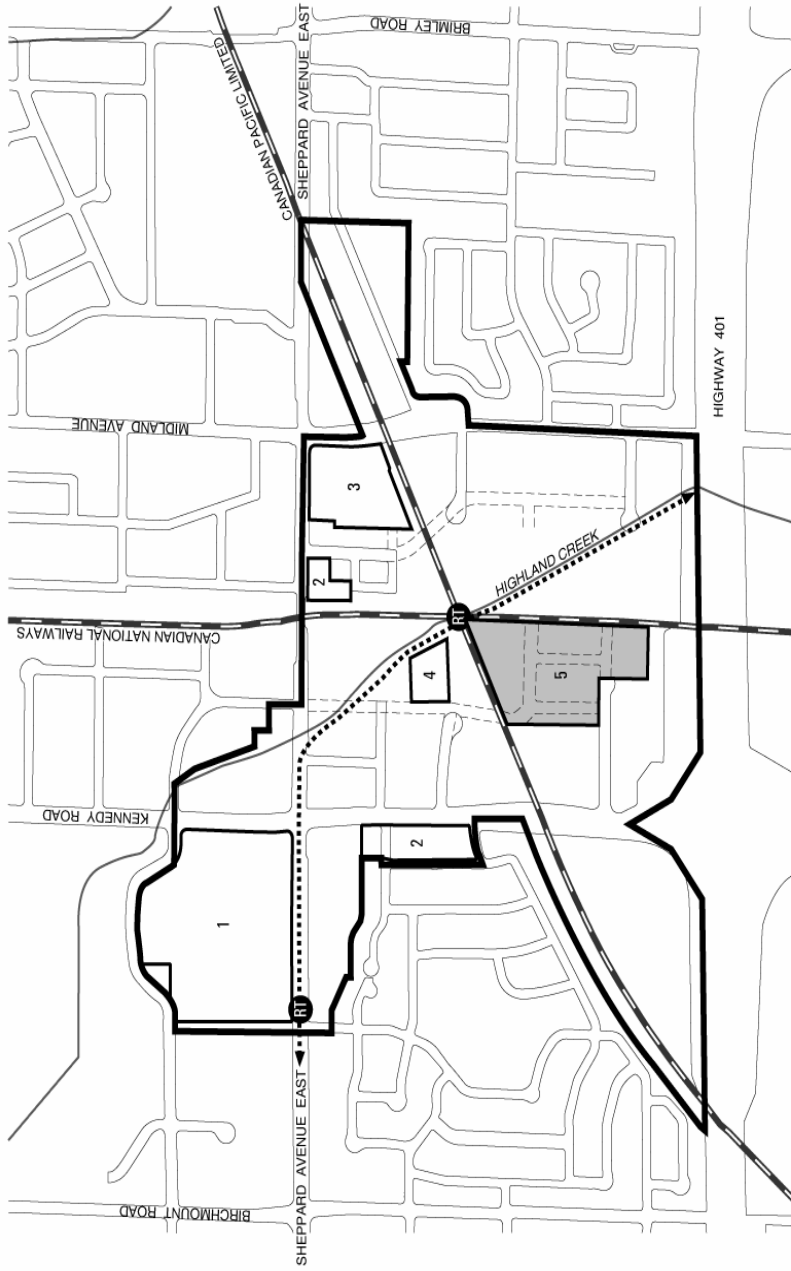 BRIMLEY ROAD
SHEPPARD AVENUE EAST
CANADIAN PACIFIC LIMITED
MIDLAND AVENUE
HIGHWAY 401
3
2
HIGHLAND CREEK
CANADIAN NATIONAL RAILWAYS
RT
4
5
KENNEDY ROAD
2
1
RT
SHEPPARD AVENUE EAST
BIRCHMOUNT ROAD